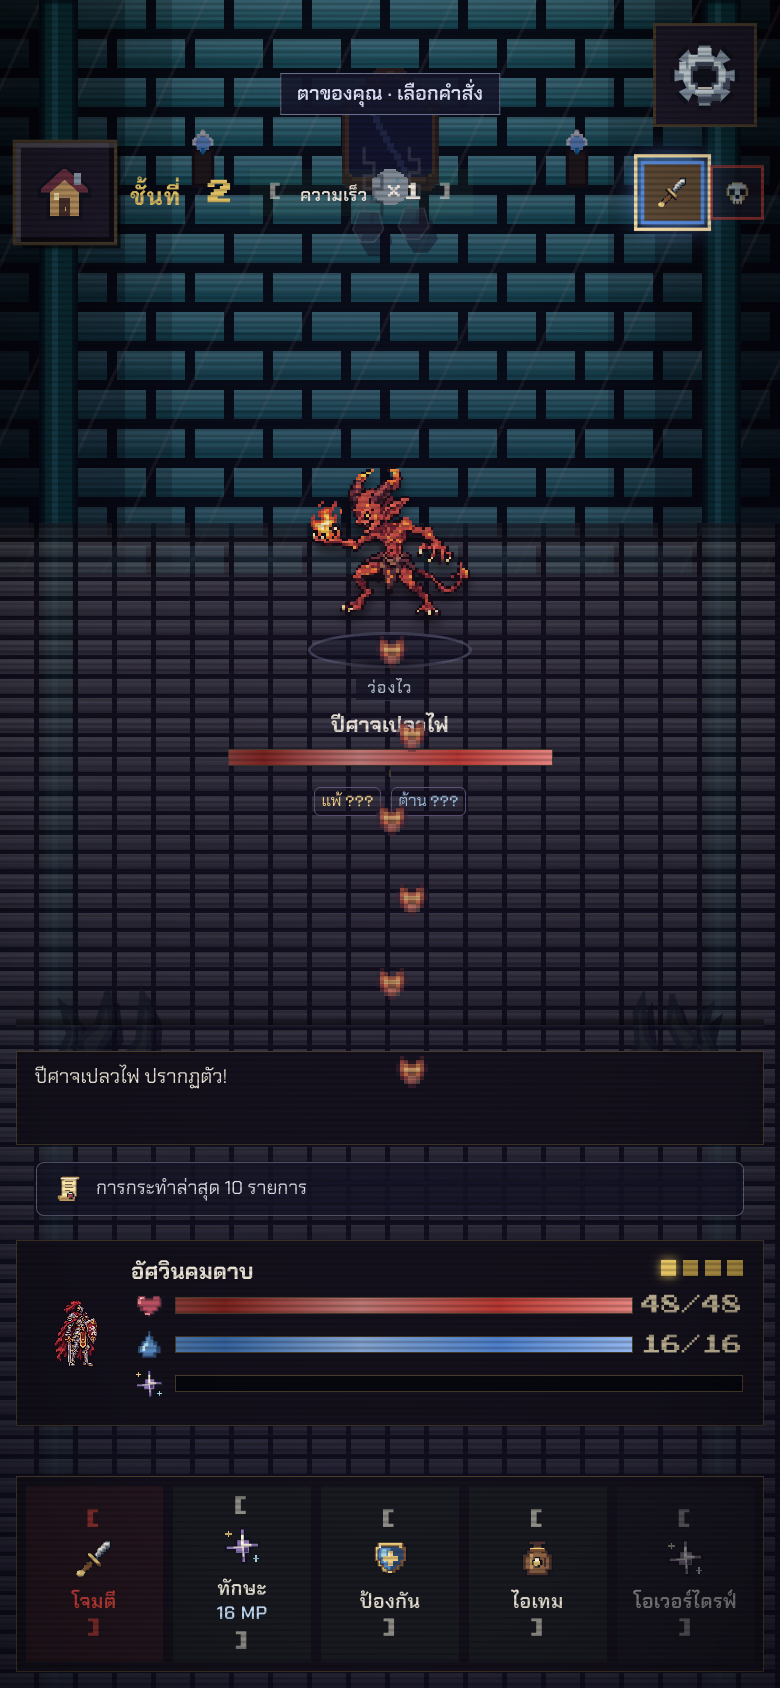 ตาของคุณ · เลือกคำสั่ง
ชั้นที่ 2 [ ความเร็ว ×1 ]
ว่องไว
ปีศาจเปลวไฟ
แพ้ ??? ต้าน ???
ปีศาจเปลวไฟ ปรากฏตัว!
การกระทำล่าสุด 10 รายการ
อัศวินคมดาบ
48/48
16/16
[ โจมตี ]
[ ทักษะ 16 MP ]
[ ป้องกัน ]
[ ไอเทม ]
[ โอเวอร์ไดรฟ์ ]